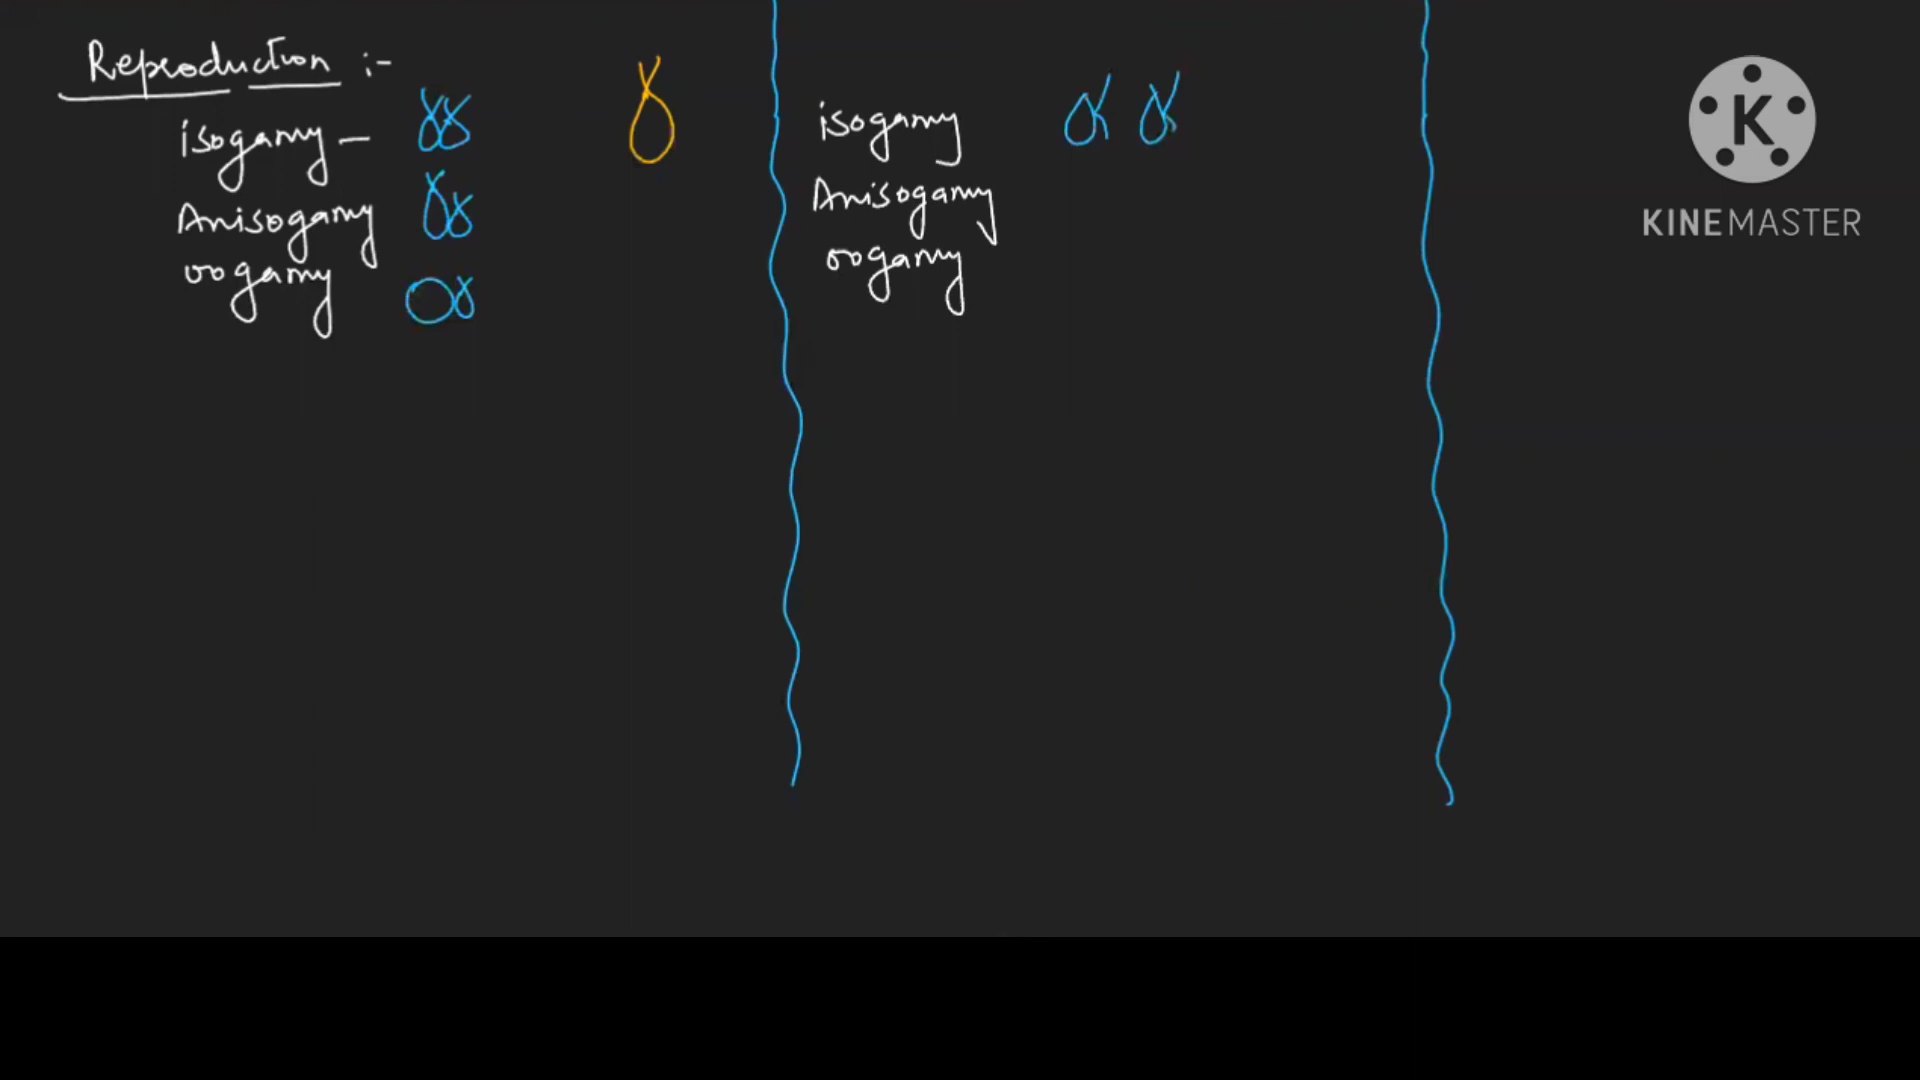 Reproduction :-
isogamy -
Anisogamy
oogamy
isogamy
Anisogamy
oogamy
K
KINEMASTER